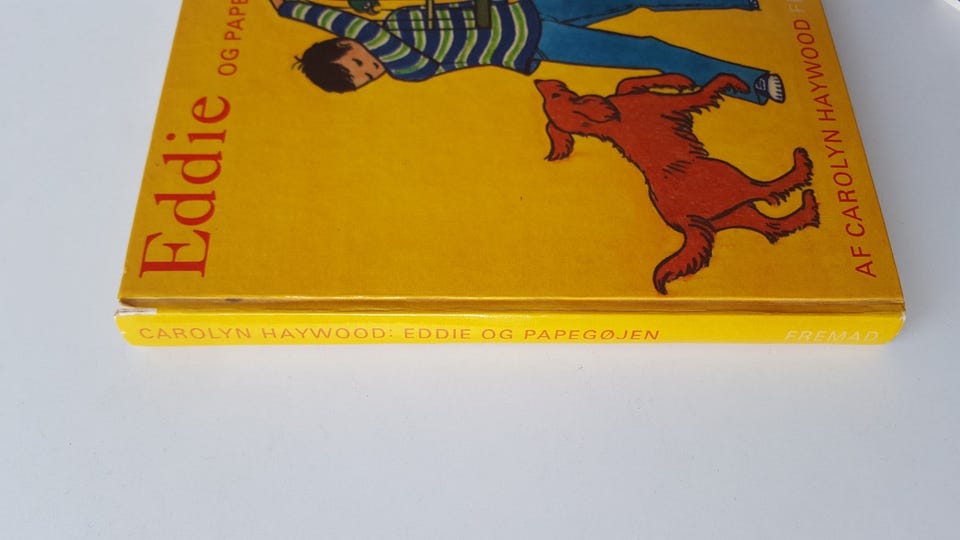 Eddie
OG PAPE
AF CAROLYN HAYWOOD F
CAROLYN HAYWOOD: EDDIE OG PAPEGØJEN
FREMAD